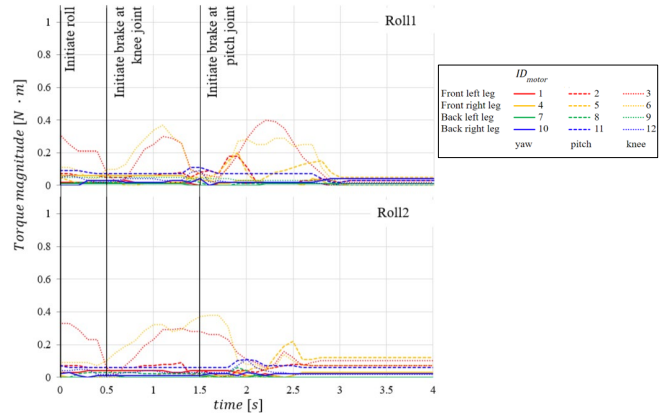 Roll1
Initiate roll
Initiate brake at
knee joint
Initiate brake at
pitch joint
Torque magnitude [N · m]
1
0.8
0.6
0.4
0.2
0
Roll2
1
0.8
0.6
0.4
0.2
0
0 0.5 1 1.5 2 2.5 3 3.5 4
time [s]
ID_motor
Front left leg 1 2 3
Front right leg 4 5 6
Back left leg 7 8 9
Back right leg 10 11 12
yaw pitch knee